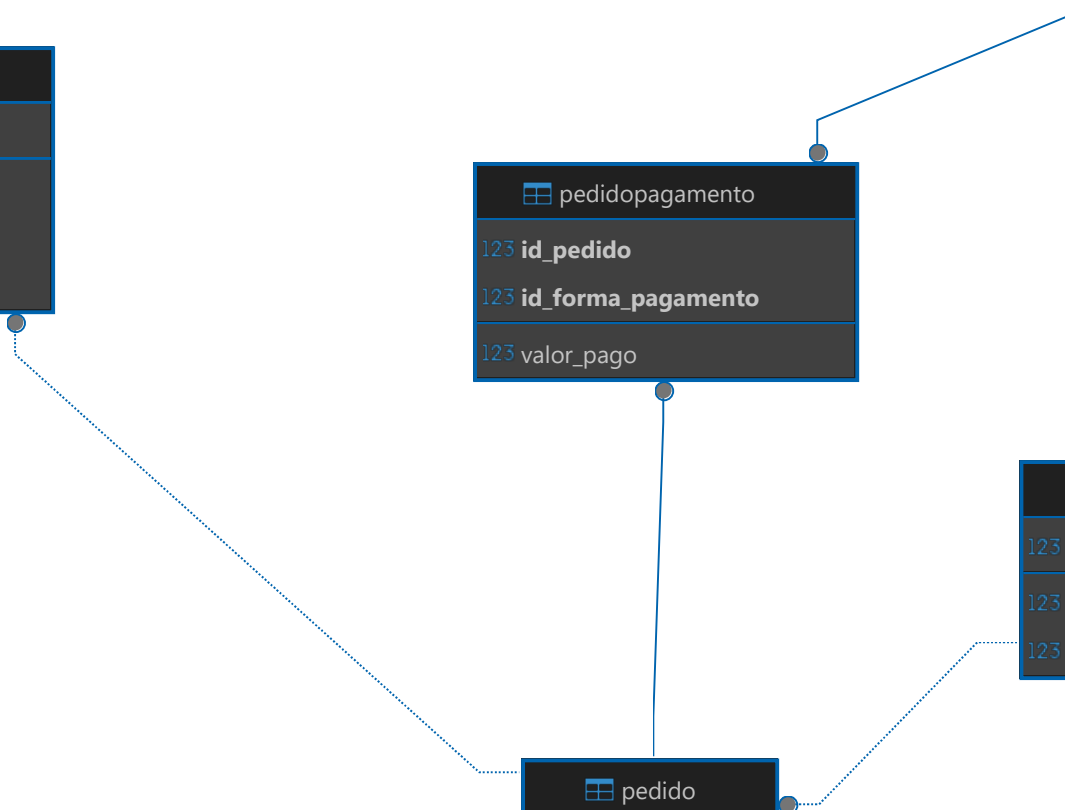 pedidopagamento
123 id_pedido
123 id_forma_pagamento
123 valor_pago
123
123
123
pedido